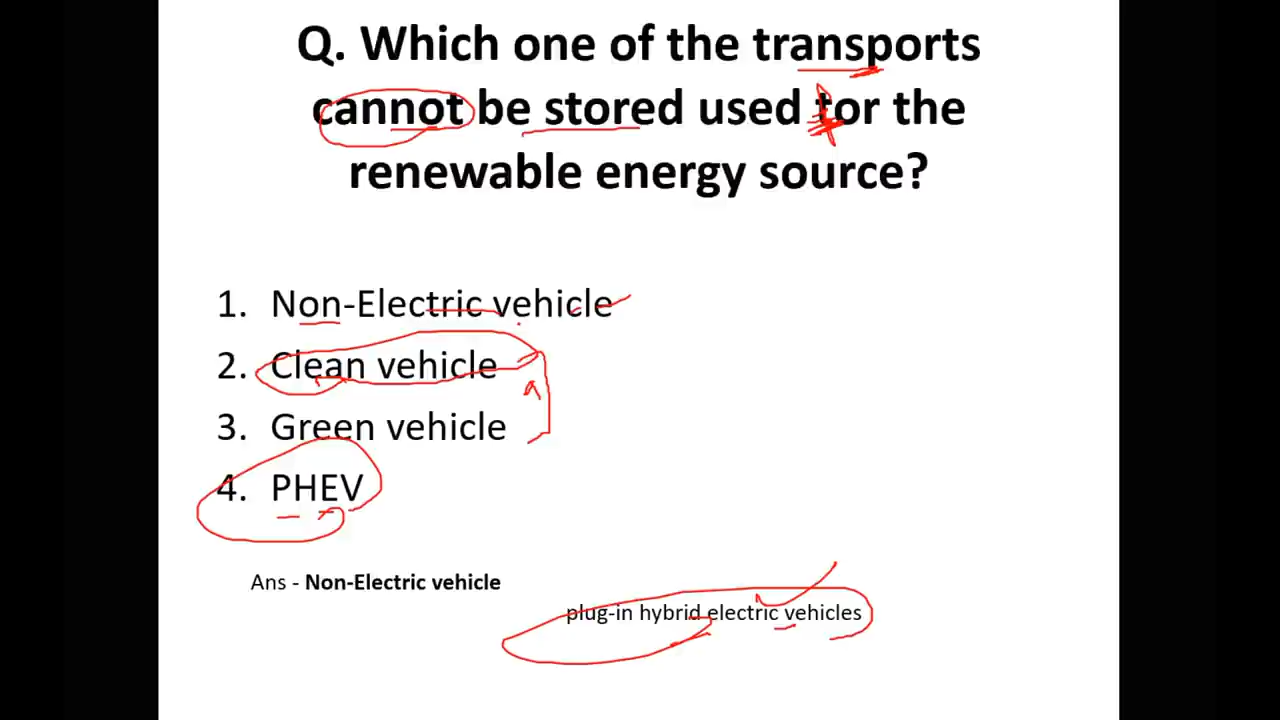 Q. Which one of the transports
cannot be stored used for the
renewable energy source?
1. Non-Electric vehicle
2. Clean vehicle
3. Green vehicle
4. PHEV
Ans - Non-Electric vehicle
plug-in hybrid electric vehicles